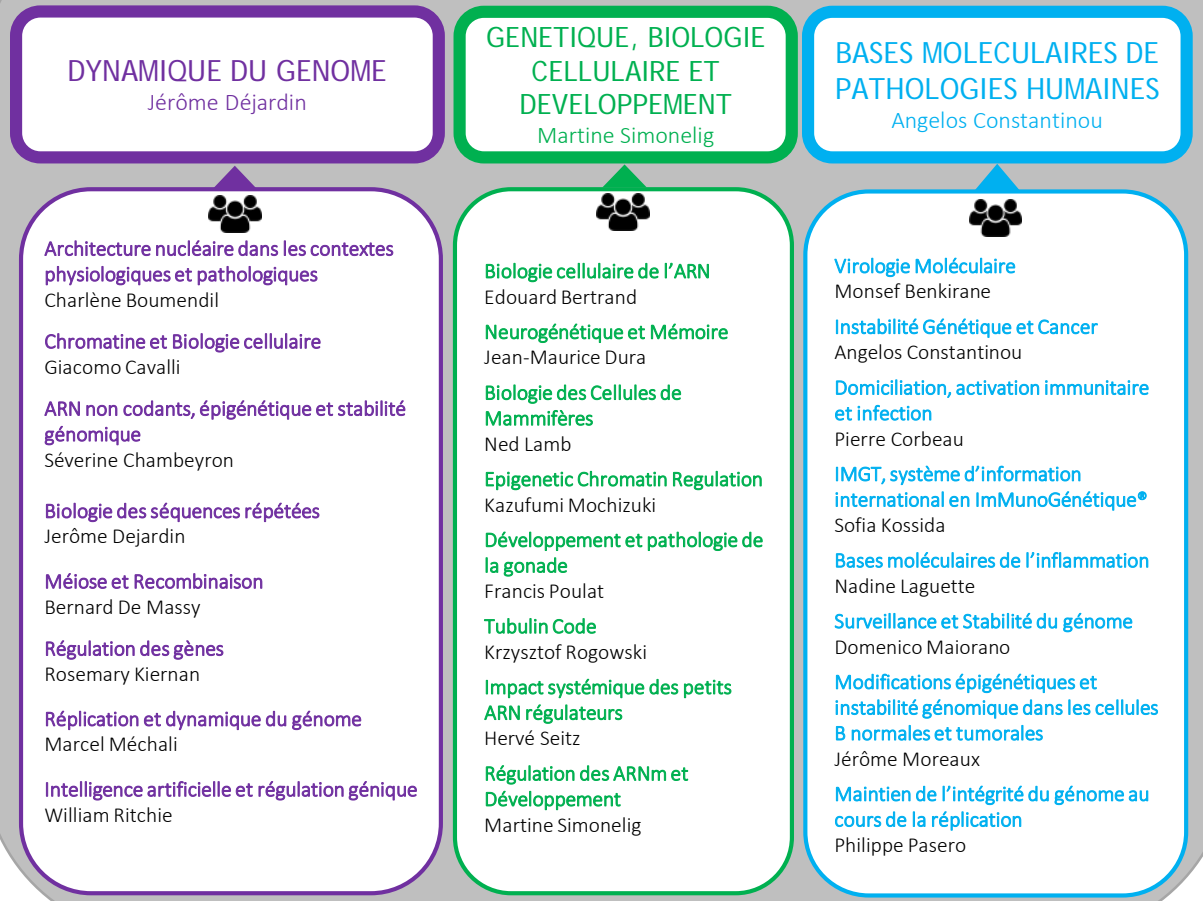 DYNAMIQUE DU GENOME
Jérôme Déjardin
Architecture nucléaire dans les contextes
physiologiques et pathologiques
Charlène Boumendil
Chromatine et Biologie cellulaire
Giacomo Cavalli
ARN non codants, épigénétique et stabilité
génomique
Séverine Chambeyron
Biologie des séquences répétées
Jerôme Dejardin
Méiose et Recombinaison
Bernard De Massy
Régulation des gènes
Rosemary Kiernan
Réplication et dynamique du génome
Marcel Méchali
Intelligence artificielle et régulation génique
William Ritchie
GENETIQUE, BIOLOGIE
CELLULAIRE ET
DEVELOPPEMENT
Martine Simonelig
Biologie cellulaire de l’ARN
Edouard Bertrand
Neurogénétique et Mémoire
Jean-Maurice Dura
Biologie des Cellules de
Mammifères
Ned Lamb
Epigenetic Chromatin Regulation
Kazufumi Mochizuki
Développement et pathologie de
la gonade
Francis Poulat
Tubulin Code
Krzysztof Rogowski
Impact systémique des petits
ARN régulateurs
Hervé Seitz
Régulation des ARNm et
Développement
Martine Simonelig
BASES MOLECULAIRES DE
PATHOLOGIES HUMAINES
Angelos Constantinou
Virologie Moléculaire
Monsef Benkirane
Instabilité Génétique et Cancer
Angelos Constantinou
Domiciliation, activation immunitaire
et infection
Pierre Corbeau
IMGT, système d’information
international en ImMunoGénétique®
Sofia Kossida
Bases moléculaires de l’inflammation
Nadine Laguette
Surveillance et Stabilité du génome
Domenico Maiorano
Modifications épigénétiques et
instabilité génomique dans les cellules
B normales et tumorales
Jérôme Moreaux
Maintien de l’intégrité du génome au
cours de la réplication
Philippe Pasero